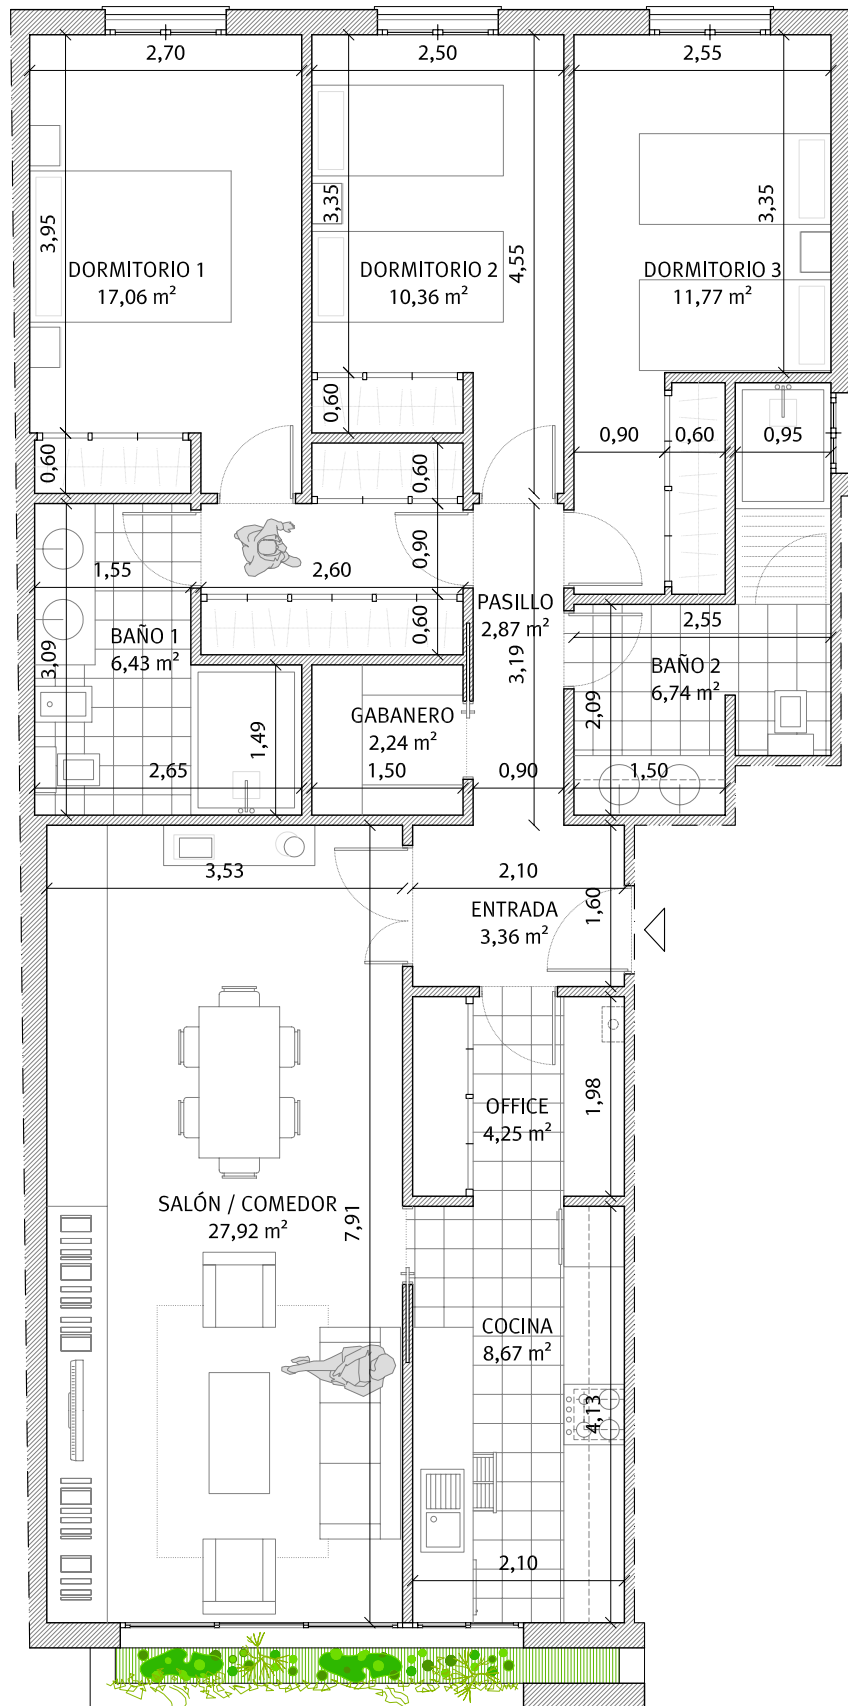 2,70
2,50
2,55
3,95
3,35
4,55
3,35
DORMITORIO 1
17,06 m²
DORMITORIO 2
10,36 m²
DORMITORIO 3
11,77 m²
0,60
0,60
0,60
0,90
0,60
0,95
1,55
2,60
0,90
0,60
PASILLO
2,87 m²
3,19
2,55
BAÑO 1
6,43 m²
3,09
BAÑO 2
6,74 m²
2,09
GABANERO
2,24 m²
1,49
2,65
1,50
0,90
1,50
3,53
2,10
1,60
ENTRADA
3,36 m²
OFFICE
4,25 m²
1,98
SALÓN / COMEDOR
27,92 m²
7,91
COCINA
8,67 m²
4,13
2,10